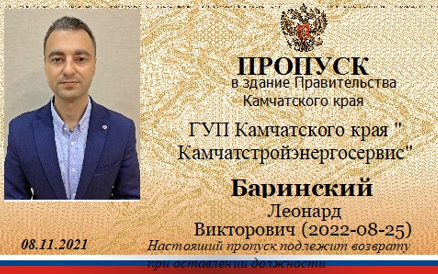 ПРОПУСК
в здание Правительства
Камчатского края
ГУП Камчатского края "
Камчатстройэнергосервис"
Баринский
Леонард
Викторович (2022-08-25)
08.11.2021
Настоящий пропуск подлежит возврату
при оставлении должности